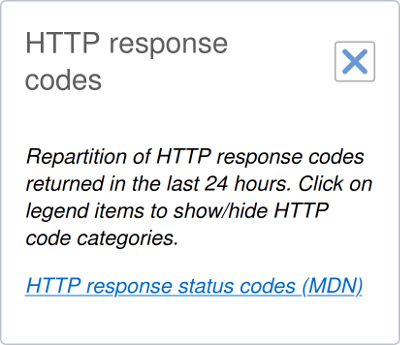 HTTP response
codes
Repartition of HTTP response codes
returned in the last 24 hours. Click on
legend items to show/hide HTTP
code categories.
HTTP response status codes (MDN)